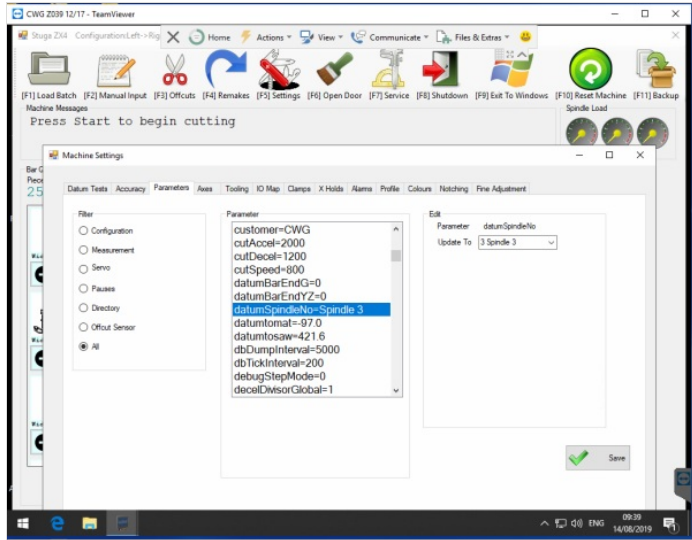 CWG Z039 12/17 - TeamViewer
Stuga ZX4 Configuration:Left->Rig
Home Actions View Communicate Files & Extras
[F1] Load Batch [F2] Manual Input [F3] Offcuts [F4] Remakes [F5] Settings [F6] Open Door [F7] Service [F8] Shutdown [F9] Exit To Windows [F10] Reset Machine [F11] Backup
Machine Messages
Spindle Load
Press Start to begin cutting
Machine Settings
Bar
Piece
25
Datum Tests Accuracy Parameters Axes Tooling IO Map Clamps X Holds Alarms Profile Colours Notching Fine Adjustment
Filter
Configuration
Measurement
Servo
Pauses
Directory
Offcut Sensor
All
Parameter
customer=CWG
cutAccel=2000
cutDecel=1200
cutSpeed=800
datumBarEndG=0
datumBarEndYZ=0
datumSpindleNo=Spindle 3
datumtomat=-97.0
datumtosaw=421.6
dbDumpInterval=5000
dbTickInterval=200
debugStepMode=0
decelDivisorGlobal=1
Edit
Parameter datumSpindleNo
Update To 3 Spindle 3
Save
ENG
09:39
14/08/2019